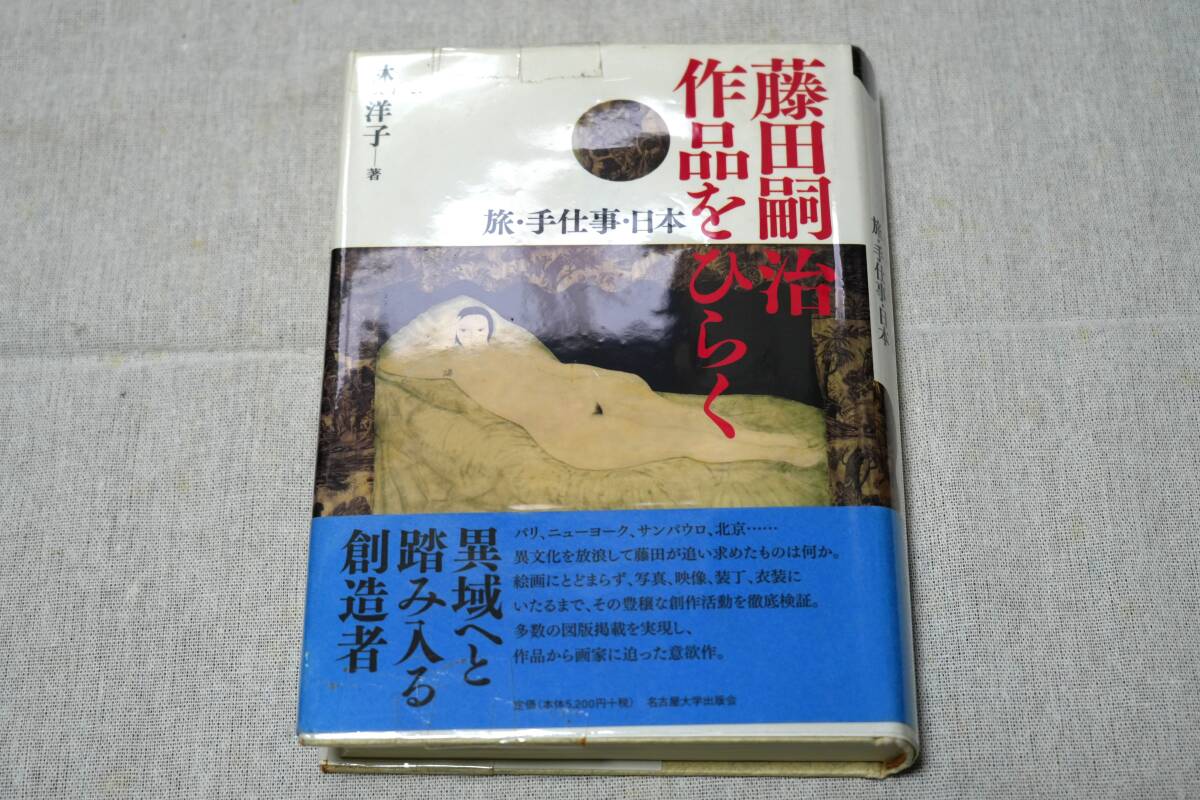 藤田嗣治
作品をひらく
旅・手仕事・日本
洋子
著
異域へと
踏み入る
創造者
パリ、ニューヨーク、サンパウロ、北京……
異文化を放浪して藤田が追い求めたものは何か。
絵画にとどまらず、写真、映像、装丁、衣装に
いたるまで、その豊穣な創作活動を徹底検証。
多数の図版掲載を実現し、
作品から画家に迫った意欲作。
定価(本体5,200円+税) 名古屋大学出版会
旅・手仕事・日本